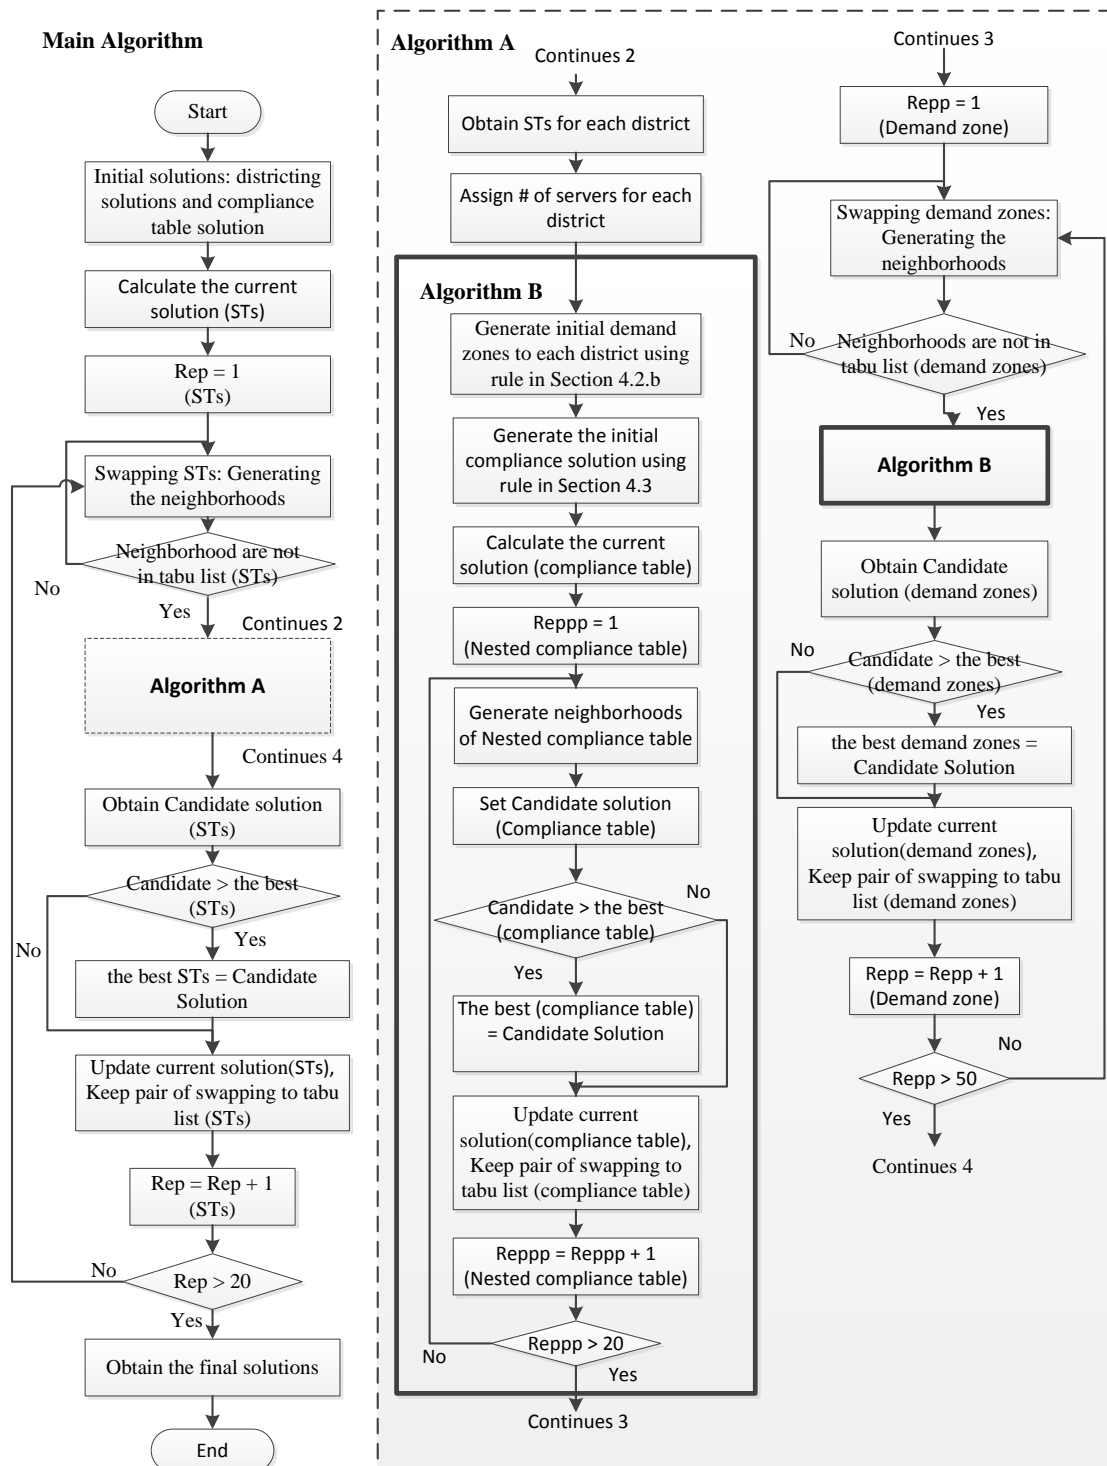 Main Algorithm
Start
Initial solutions: districting
solutions and compliance
table solution
Calculate the current
solution (STs)
Rep = 1
(STs)
Swapping STs: Generating
the neighborhoods
Neighborhood are not
in tabu list (STs)
No
Yes
Continues 2
Algorithm A
Continues 4
Obtain Candidate solution
(STs)
Candidate > the best
(STs)
No
Yes
the best STs = Candidate
Solution
Update current solution(STs),
Keep pair of swapping to tabu
list (STs)
Rep = Rep + 1
(STs)
No
Rep > 20
Yes
Obtain the final solutions
End
Algorithm A
Continues 2
Obtain STs for each district
Assign # of servers for each
district
Algorithm B
Generate initial demand
zones to each district using
rule in Section 4.2.b
Generate the initial
compliance solution using
rule in Section 4.3
Calculate the current
solution (compliance table)
Reppp = 1
(Nested compliance table)
Generate neighborhoods
of Nested compliance table
Set Candidate solution
(Compliance table)
No
Candidate > the best
(compliance table)
Yes
The best (compliance table)
= Candidate Solution
Update current
solution(compliance table),
Keep pair of swapping to
tabu list (compliance table)
Reppp = Reppp + 1
(Nested compliance table)
Reppp > 20
No
Yes
Continues 3
Continues 3
Repp = 1
(Demand zone)
Swapping demand zones:
Generating the
neighborhoods
No
Neighborhoods are not in
tabu list (demand zones)
Yes
Algorithm B
Obtain Candidate
solution (demand zones)
No
Candidate > the best
(demand zones)
Yes
the best demand zones =
Candidate Solution
Update current
solution(demand zones),
Keep pair of swapping to tabu
list (demand zones)
Repp = Repp + 1
(Demand zone)
No
Repp > 50
Yes
Continues 4